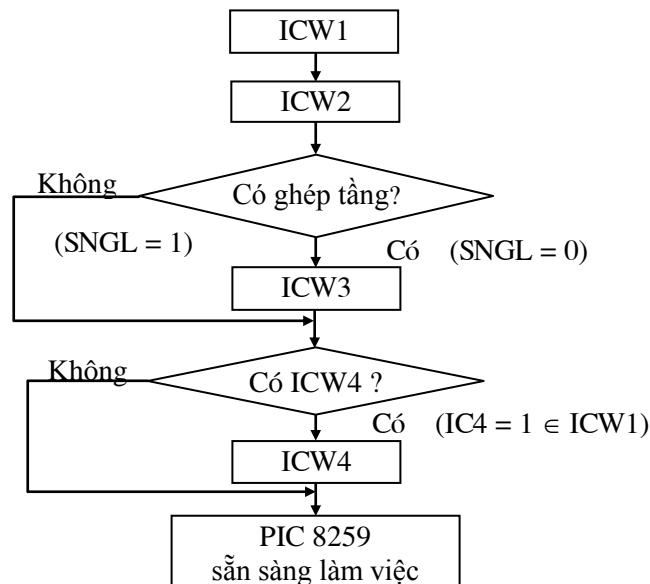 ICW1
ICW2
Có ghép tầng?
Không
(SNGL = 1)
Có (SNGL = 0)
ICW3
Không
Có ICW4 ?
Có (IC4 = 1 ∈ ICW1)
ICW4
PIC 8259
sẵn sàng làm việc